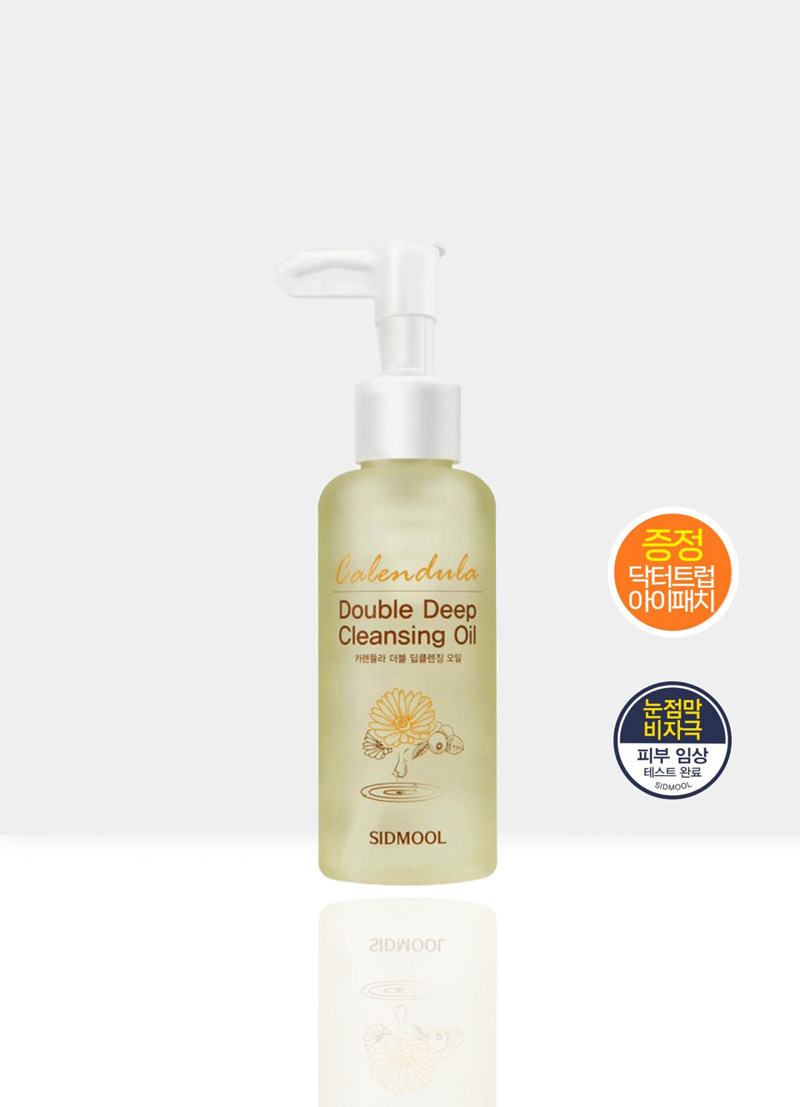 Calendula
Double Deep
Cleansing Oil
카렌듈라 더블 딥클렌징 오일
SIDMOOL
증정
닥터트럽
아이패치
눈점막
비자극
피부 임상
테스트 완료
SIDMOOL
SIDMOOL